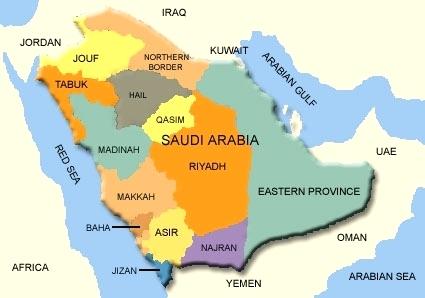 IRAQ
JORDAN
KUWAIT
JOUF
NORTHERN
BORDER
TABUK
HAIL
ARABIAN GULF
QASIM
SAUDI ARABIA
MADINAH
RIYADH
UAE
RED SEA
EASTERN PROVINCE
MAKKAH
BAHA
ASIR
NAJRAN
OMAN
AFRICA
JIZAN
YEMEN
ARABIAN SEA